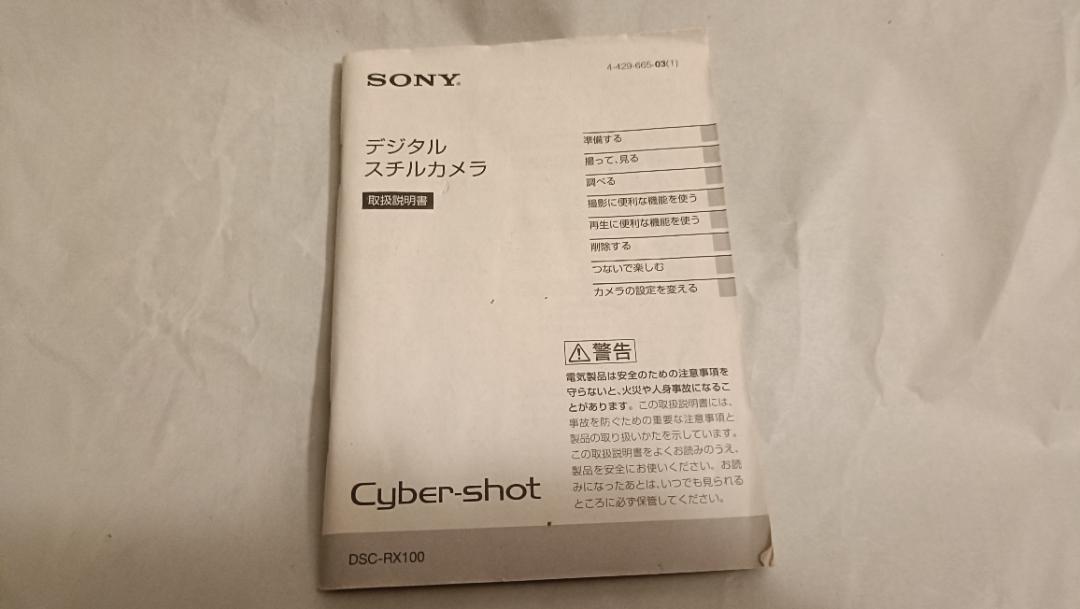 SONY®
4-429-665-03(1)
デジタル
スチルカメラ
取扱説明書
準備する
撮って、見る
調べる
撮影に便利な機能を使う
再生に便利な機能を使う
削除する
つないで楽しむ
カメラの設定を変える
⚠警告
電気製品は安全のための注意事項を
守らないと、火災や人身事故になるこ
とがあります。この取扱説明書には、
事故を防ぐための重要な注意事項と
製品の取り扱いかたを示しています。
この取扱説明書をよくお読みのうえ、
製品を安全にお使いください。お読
みになったあとは、いつでも見られる
ところに必ず保管してください。
Cyber-shot
DSC-RX100